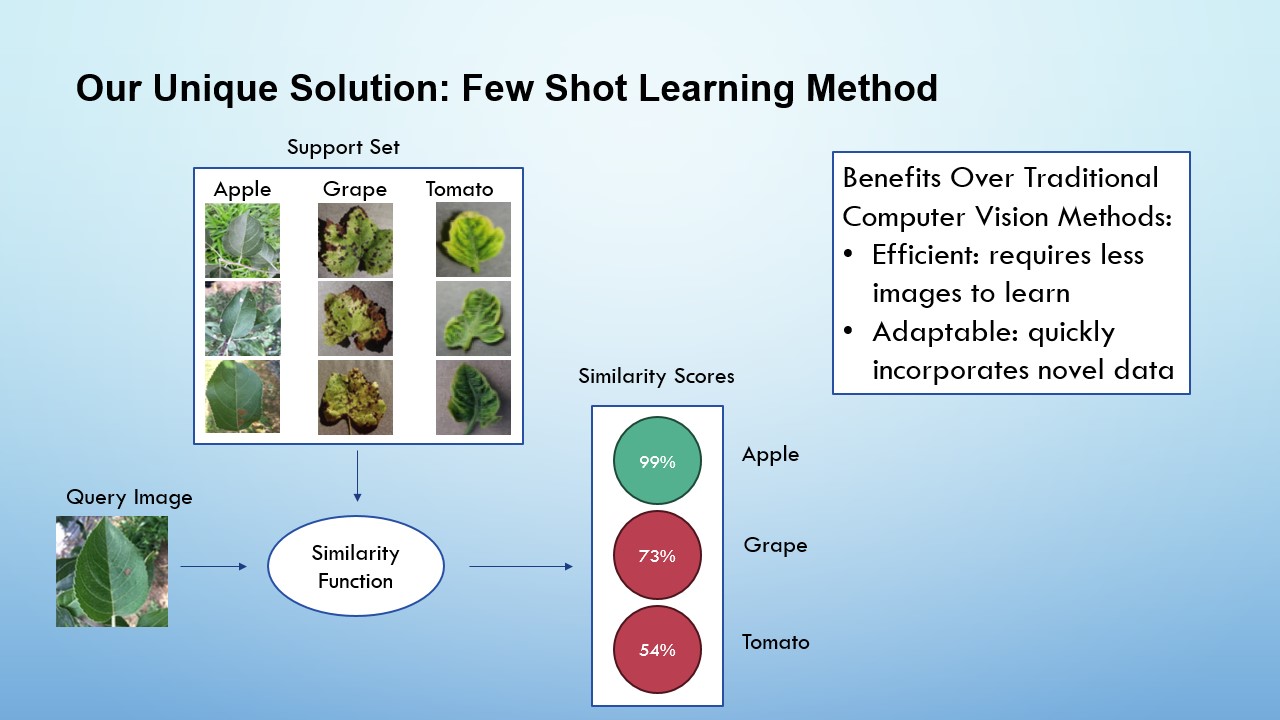 Our Unique Solution: Few Shot Learning Method
Support Set
Apple Grape Tomato
Benefits Over Traditional
Computer Vision Methods:
• Efficient: requires less
images to learn
• Adaptable: quickly
incorporates novel data
Query Image
Similarity
Function
Similarity Scores
99% Apple
73% Grape
54% Tomato